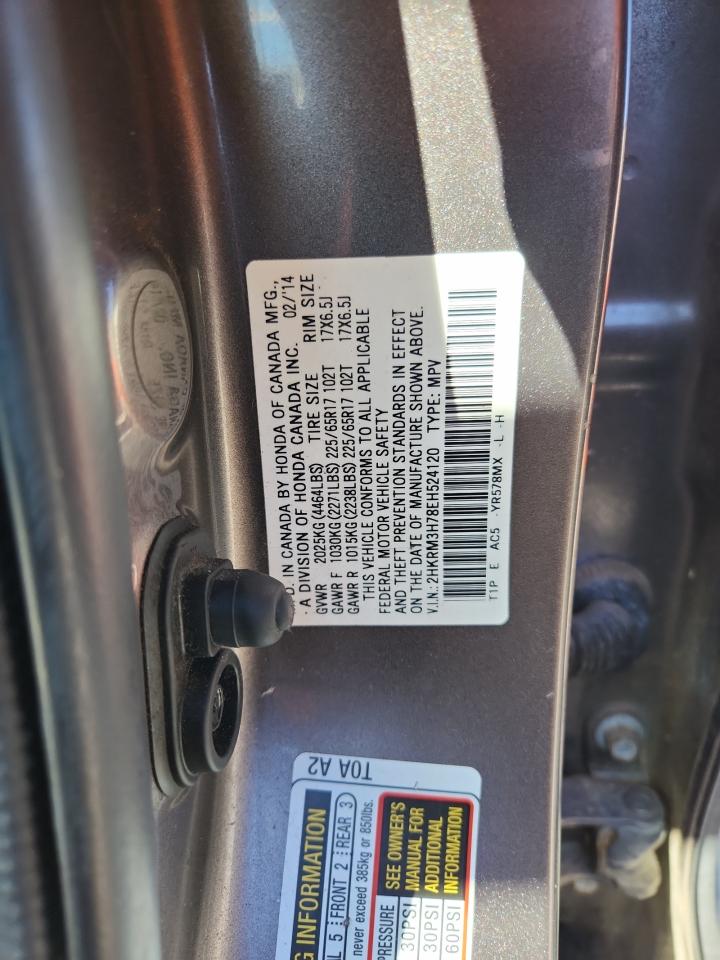 D. IN CANADA BY HONDA OF CANADA MFG.,
A DIVISION OF HONDA CANADA INC. 02/'14
GVWR 2025KG(4464LBS) TIRE SIZE RIM SIZE
GAWR F 1030KG(2271LBS) 225/65R17 102T 17X6.5J
GAWR R 1015KG(2238LBS) 225/65R17 102T 17X6.5J
THIS VEHICLE CONFORMS TO ALL APPLICABLE
FEDERAL MOTOR VEHICLE SAFETY
AND THEFT PREVENTION STANDARDS IN EFFECT
ON THE DATE OF MANUFACTURE SHOWN ABOVE.
V.I.N.: 2HKRM3H78EH524120 TYPE: MPV
T1P E AC5 YR578MX -L -H
T0A A2
G INFORMATION
AL 5 FRONT 2 REAR 3
never exceed 385kg or 850lbs.
PRESSURE
30PSI
30PSI
60PSI
SEE OWNER'S
MANUAL FOR
ADDITIONAL
INFORMATION